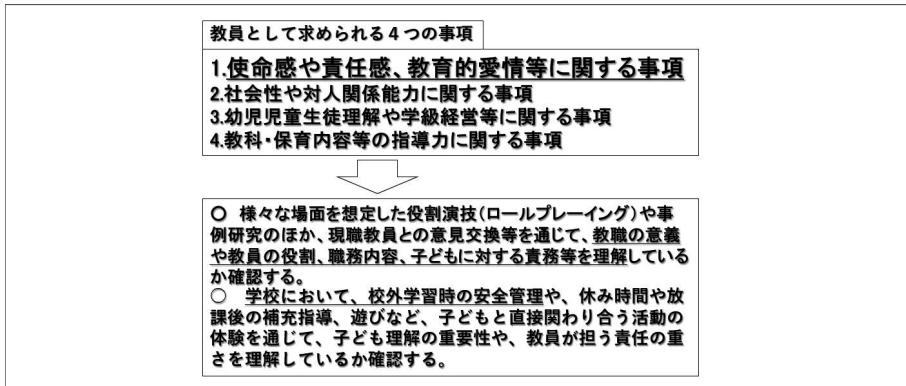 教員として求められる4つの事項
1.使命感や責任感、教育的愛情等に関する事項
2.社会性や対人関係能力に関する事項
3.幼児児童生徒理解や学級経営等に関する事項
4.教科・保育内容等の指導力に関する事項
○ 様々な場面を想定した役割演技(ロールプレーイング)や事
例研究のほか、現職教員との意見交換等を通じて、教職の意義
や教員の役割、職務内容、子どもに対する責務等を理解している
か確認する。
○ 学校において、校外学習時の安全管理や、休み時間や放
課後の補充指導、遊びなど、子どもと直接関わり合う活動の
体験を通じて、子ども理解の重要性や、教員が担う責任の重
さを理解しているか確認する。